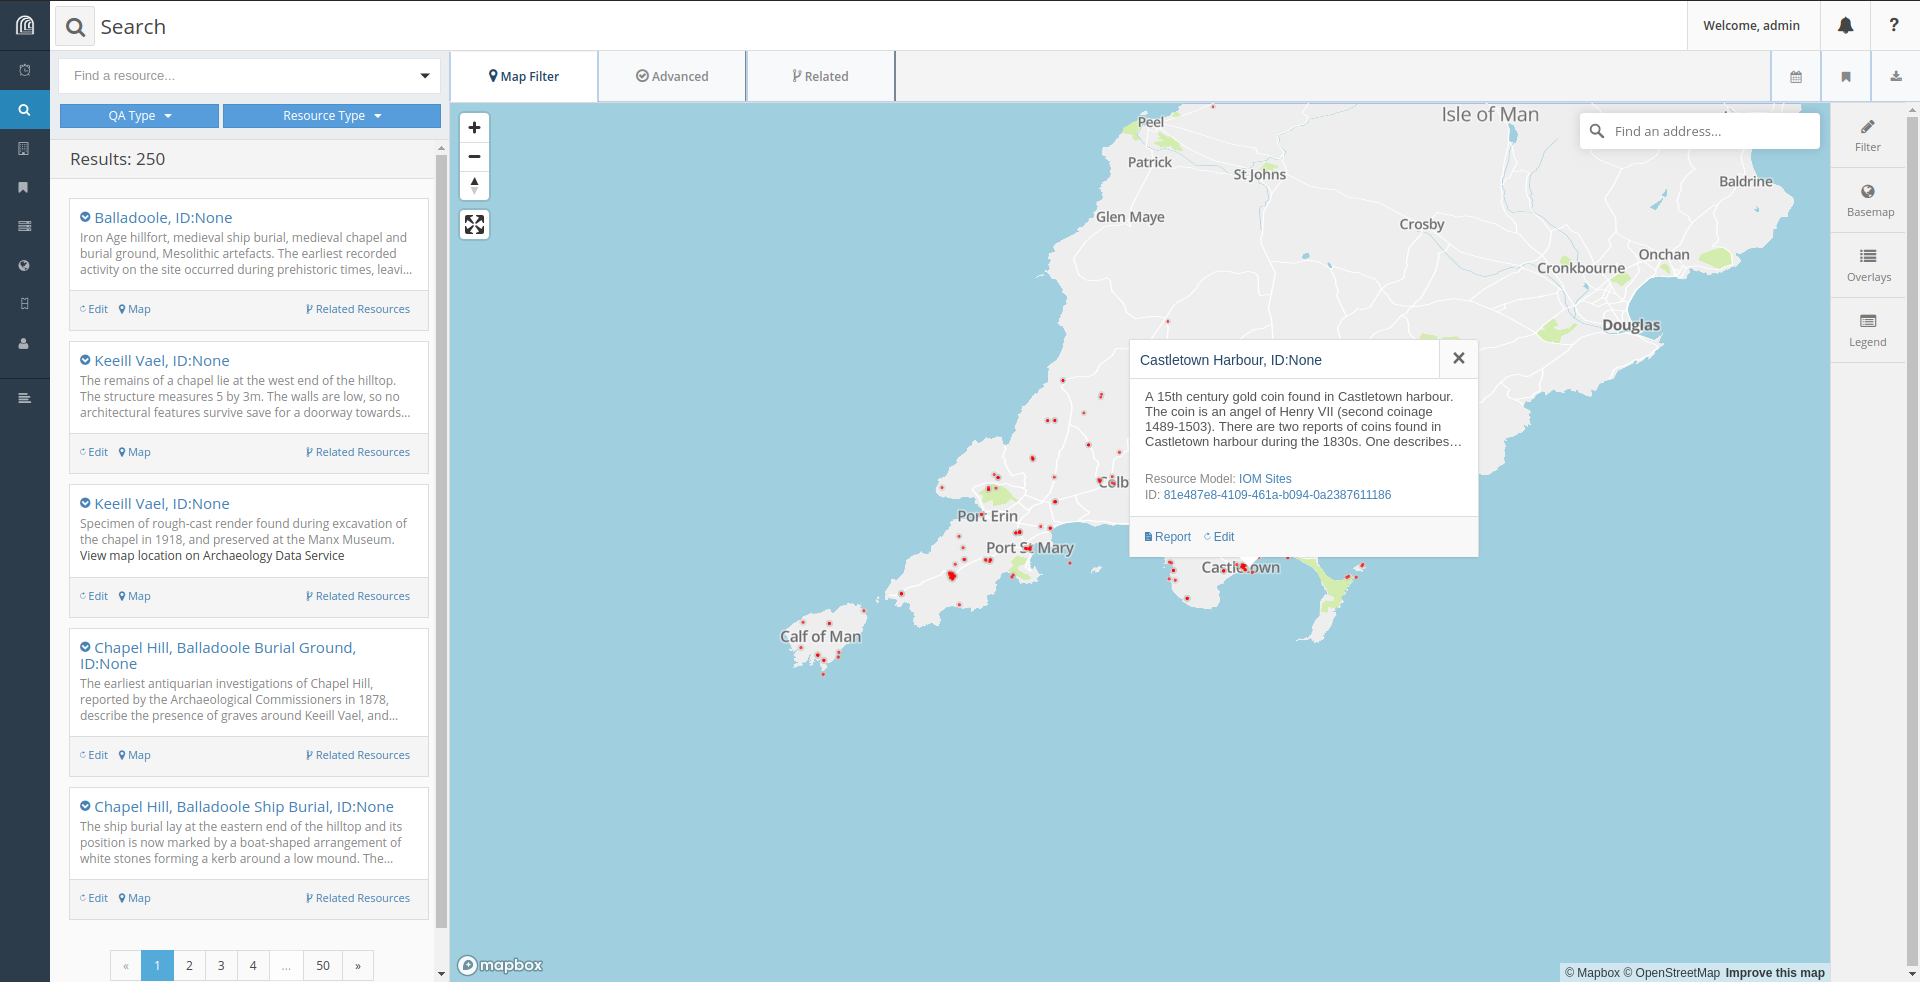 Search
Welcome, admin
?
Find a resource...
Map Filter
Advanced
Related
QA Type
Resource Type
Results: 250
Balladoole, ID:None
Iron Age hillfort, medieval ship burial, medieval chapel and
burial ground, Mesolithic artefacts. The earliest recorded
activity on the site occurred during prehistoric times, leavi...
Edit Map Related Resources
Keeill Vael, ID:None
The remains of a chapel lie at the west end of the hilltop.
The structure measures 5 by 3m. The walls are low, so no
architectural features survive save for a doorway towards...
Edit Map Related Resources
Keeill Vael, ID:None
Specimen of rough-cast render found during excavation of
the chapel in 1918, and preserved at the Manx Museum.
View map location on Archaeology Data Service
Edit Map Related Resources
Chapel Hill, Balladoole Burial Ground,
ID:None
The earliest antiquarian investigations of Chapel Hill,
reported by the Archaeological Commissioners in 1878,
describe the presence of graves around Keeill Vael, and...
Edit Map Related Resources
Chapel Hill, Balladoole Ship Burial, ID:None
The ship burial lay at the eastern end of the hilltop and its
position is now marked by a boat-shaped arrangement of
white stones forming a kerb around a low mound. The...
Edit Map Related Resources
« 1 2 3 4 ... 50 »
Isle of Man
Find an address...
Peel
Patrick
St Johns
Baldrine
Glen Maye
Crosby
Onchan
Cronkbourne
Douglas
Castletown Harbour, ID:None
A 15th century gold coin found in Castletown harbour.
The coin is an angel of Henry VII (second coinage
1489-1503). There are two reports of coins found in
Castletown harbour during the 1830s. One describes…
Resource Model: IOM Sites
ID: 81e487e8-4109-461a-b094-0a2387611186
Report Edit
Colb
Port Erin
Port St Mary
Castletown
Calf of Man
Filter
Basemap
Overlays
Legend
mapbox
© Mapbox © OpenStreetMap Improve this map